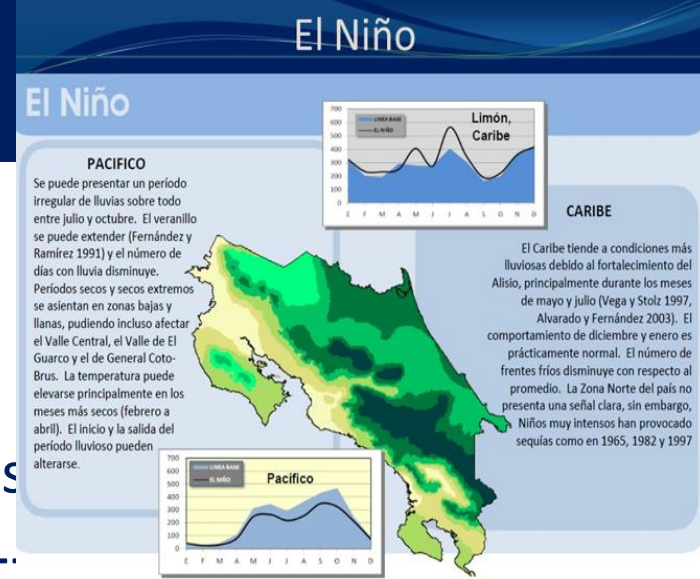 El Niño
El Niño
PACIFICO
Se puede presentar un período
irregular de lluvias sobre todo
entre julio y octubre. El veranillo
se puede extender (Fernández y
Ramírez 1991) y el número de
días con lluvia disminuye.
Períodos secos y secos extremos
se asientan en zonas bajas y
llanas, pudiendo incluso afectar
el Valle Central, el Valle de El
Guarco y el de General Coto-
Brus. La temperatura puede
elevarse principalmente en los
meses más secos (febrero a
abril). El inicio y la salida del
período lluvioso pueden
alterarse.
Limón,
Caribe
LINEA BASE
EL NIÑO
700
600
500
400
300
200
100
0
E F M A M J J A S O N D
CARIBE
El Caribe tiende a condiciones más
lluviosas debido al fortalecimiento del
Alisio, principalmente durante los meses
de mayo y julio (Vega y Stolz 1997,
Alvarado y Fernández 2003). El
comportamiento de diciembre y enero es
prácticamente normal. El número de
frentes fríos disminuye con respecto al
promedio. La Zona Norte del país no
presenta una señal clara, sin embargo,
Niños muy intensos han provocado
sequías como en 1965, 1982 y 1997
Pacífico
LINEA BASE
EL NIÑO
700
600
500
400
300
200
100
0
E F M A M J J A S O N D